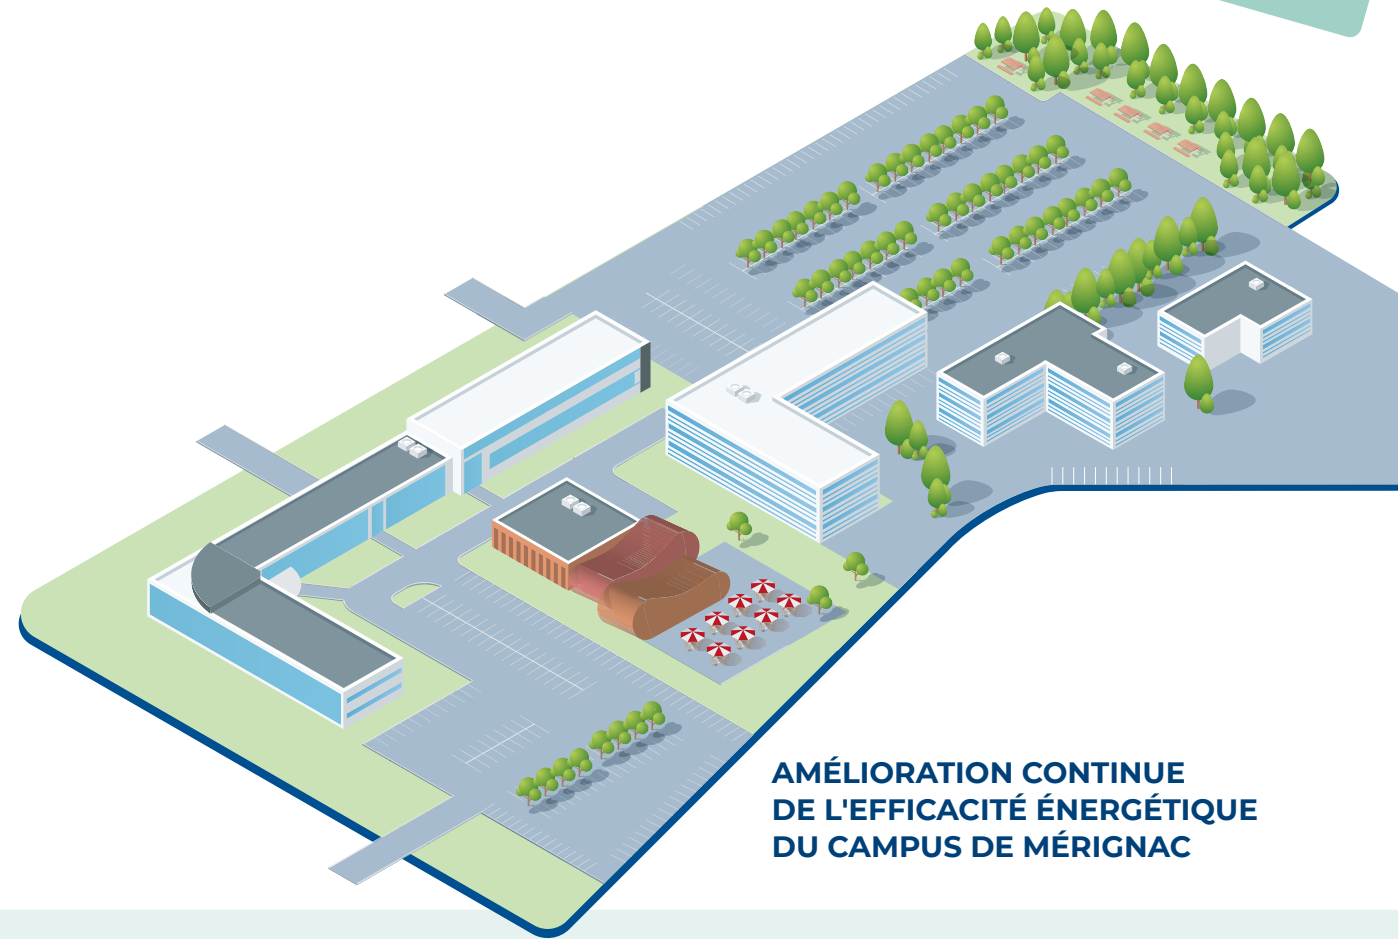 AMÉLIORATION CONTINUE
DE L'EFFICACITÉ ÉNERGÉTIQUE
DU CAMPUS DE MÉRIGNAC